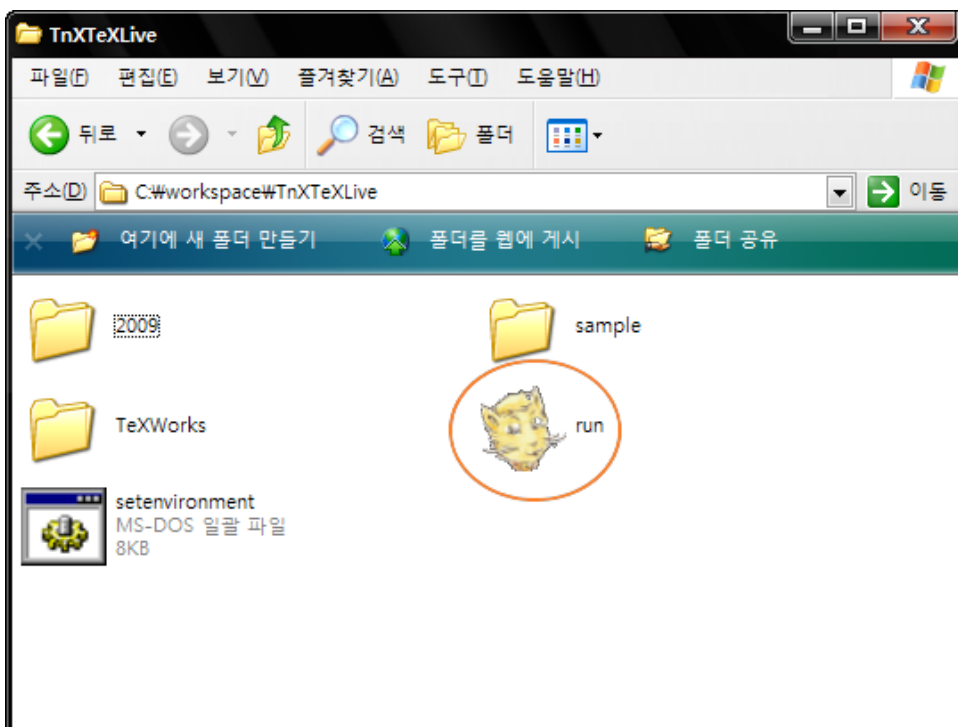 TnXTeXLive
파일(F) 편집(E) 보기(V) 즐겨찾기(A) 도구(T) 도움말(H)
뒤로 검색 폴더
주소(D) C:₩workspace₩TnXTeXLive 이동
여기에 새 폴더 만들기 폴더를 웹에 게시 폴더 공유
2009 sample
TeXWorks run
setenvironment
MS-DOS 일괄 파일
8KB